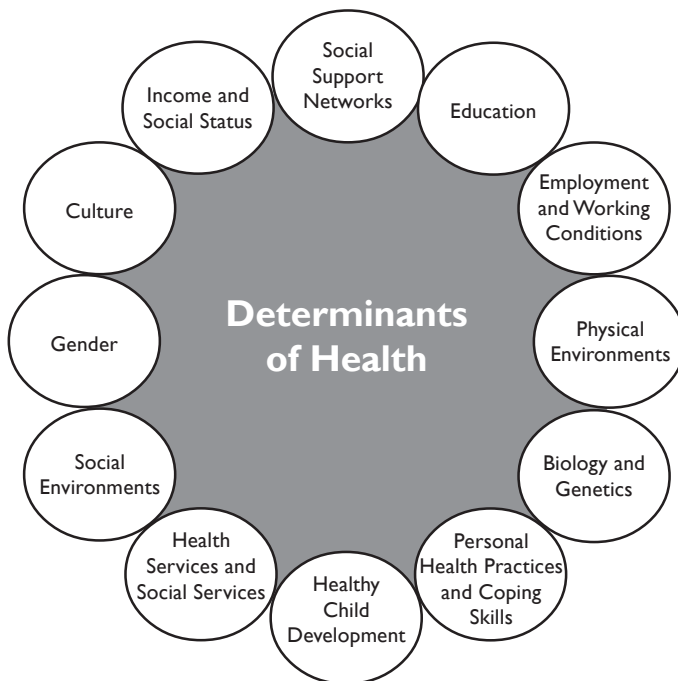 Social
Support
Networks
Education
Employment
and Working
Conditions
Physical
Environments
Biology and
Genetics
Personal
Health Practices
and Coping
Skills
Healthy
Child
Development
Health
Services and
Social Services
Social
Environments
Gender
Culture
Income and
Social Status
Determinants
of Health